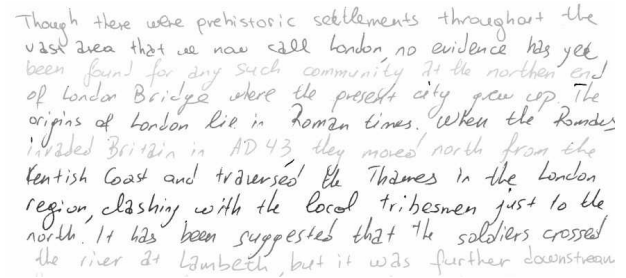 Though there were prehistoric settlements throughout the
vast area that we now call London, no evidence has yet
been found for any such community at the northen end
of London Bridge where the present city grew up. The
origins of London lie in Roman times. When the Romans
invaded Britain in AD 43, they moved north from the
Kentish Coast and traversed the Thames in the London
region, clashing with the local tribesmen just to the
north. It has been suggested that the soldiers crossed
the river at Lambeth, but it was further downstream